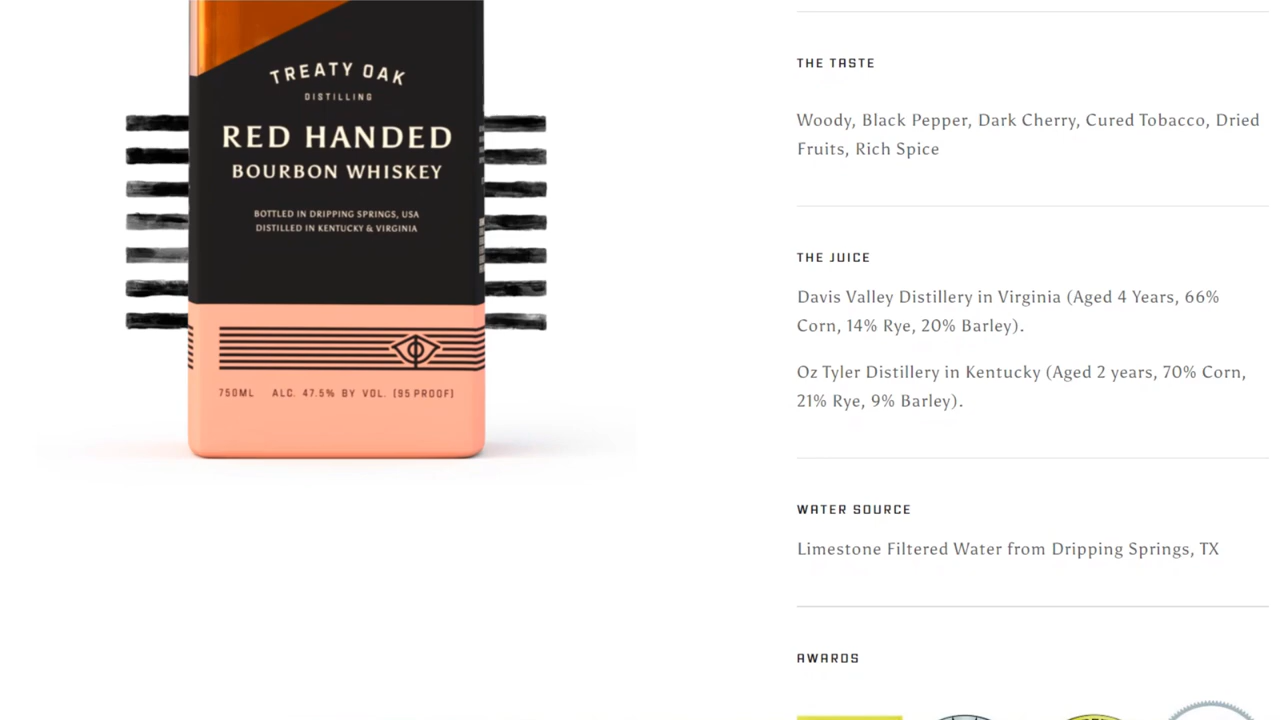 TREATY OAK
DISTILLING
RED HANDED
BOURBON WHISKEY
BOTTLED IN DRIPPING SPRINGS, USA
DISTILLED IN KENTUCKY & VIRGINIA
750ML ALC. 47.5% BY VOL. (95 PROOF)
THE TASTE
Woody, Black Pepper, Dark Cherry, Cured Tobacco, Dried
Fruits, Rich Spice
THE JUICE
Davis Valley Distillery in Virginia (Aged 4 Years, 66%
Corn, 14% Rye, 20% Barley).
Oz Tyler Distillery in Kentucky (Aged 2 years, 70% Corn,
21% Rye, 9% Barley).
WATER SOURCE
Limestone Filtered Water from Dripping Springs, TX
AWARDS